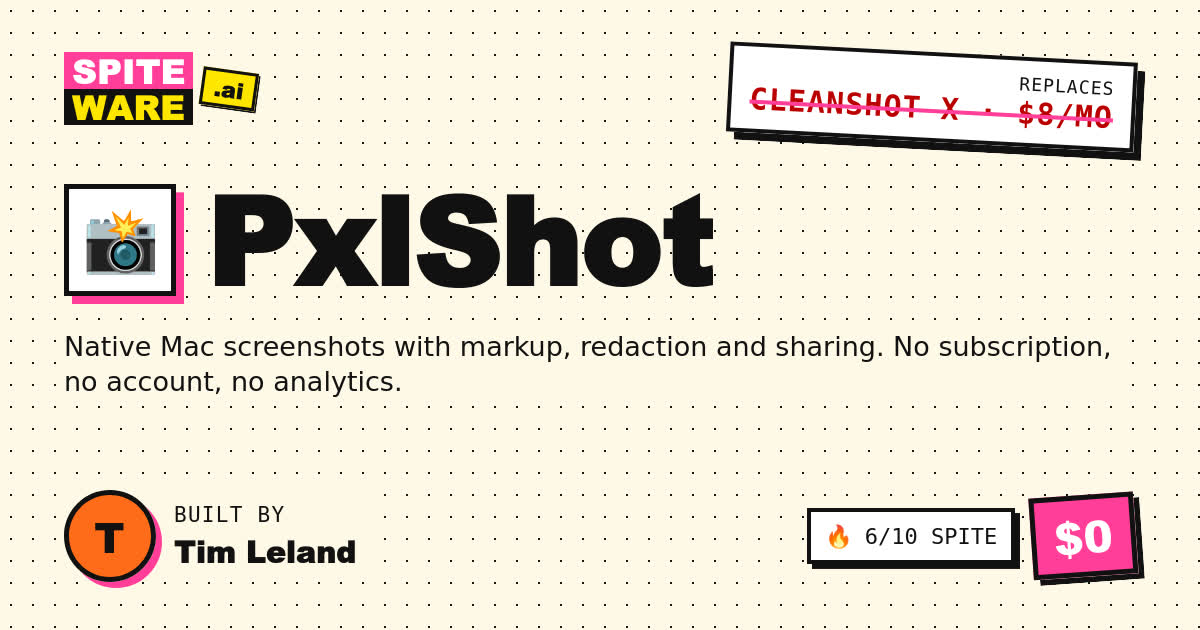 SPITE
WARE
.ai
REPLACES
CLEANSHOT X · $8/MO
PxlShot
Native Mac screenshots with markup, redaction and sharing. No subscription,
no account, no analytics.
T
BUILT BY
Tim Leland
6/10 SPITE
$0